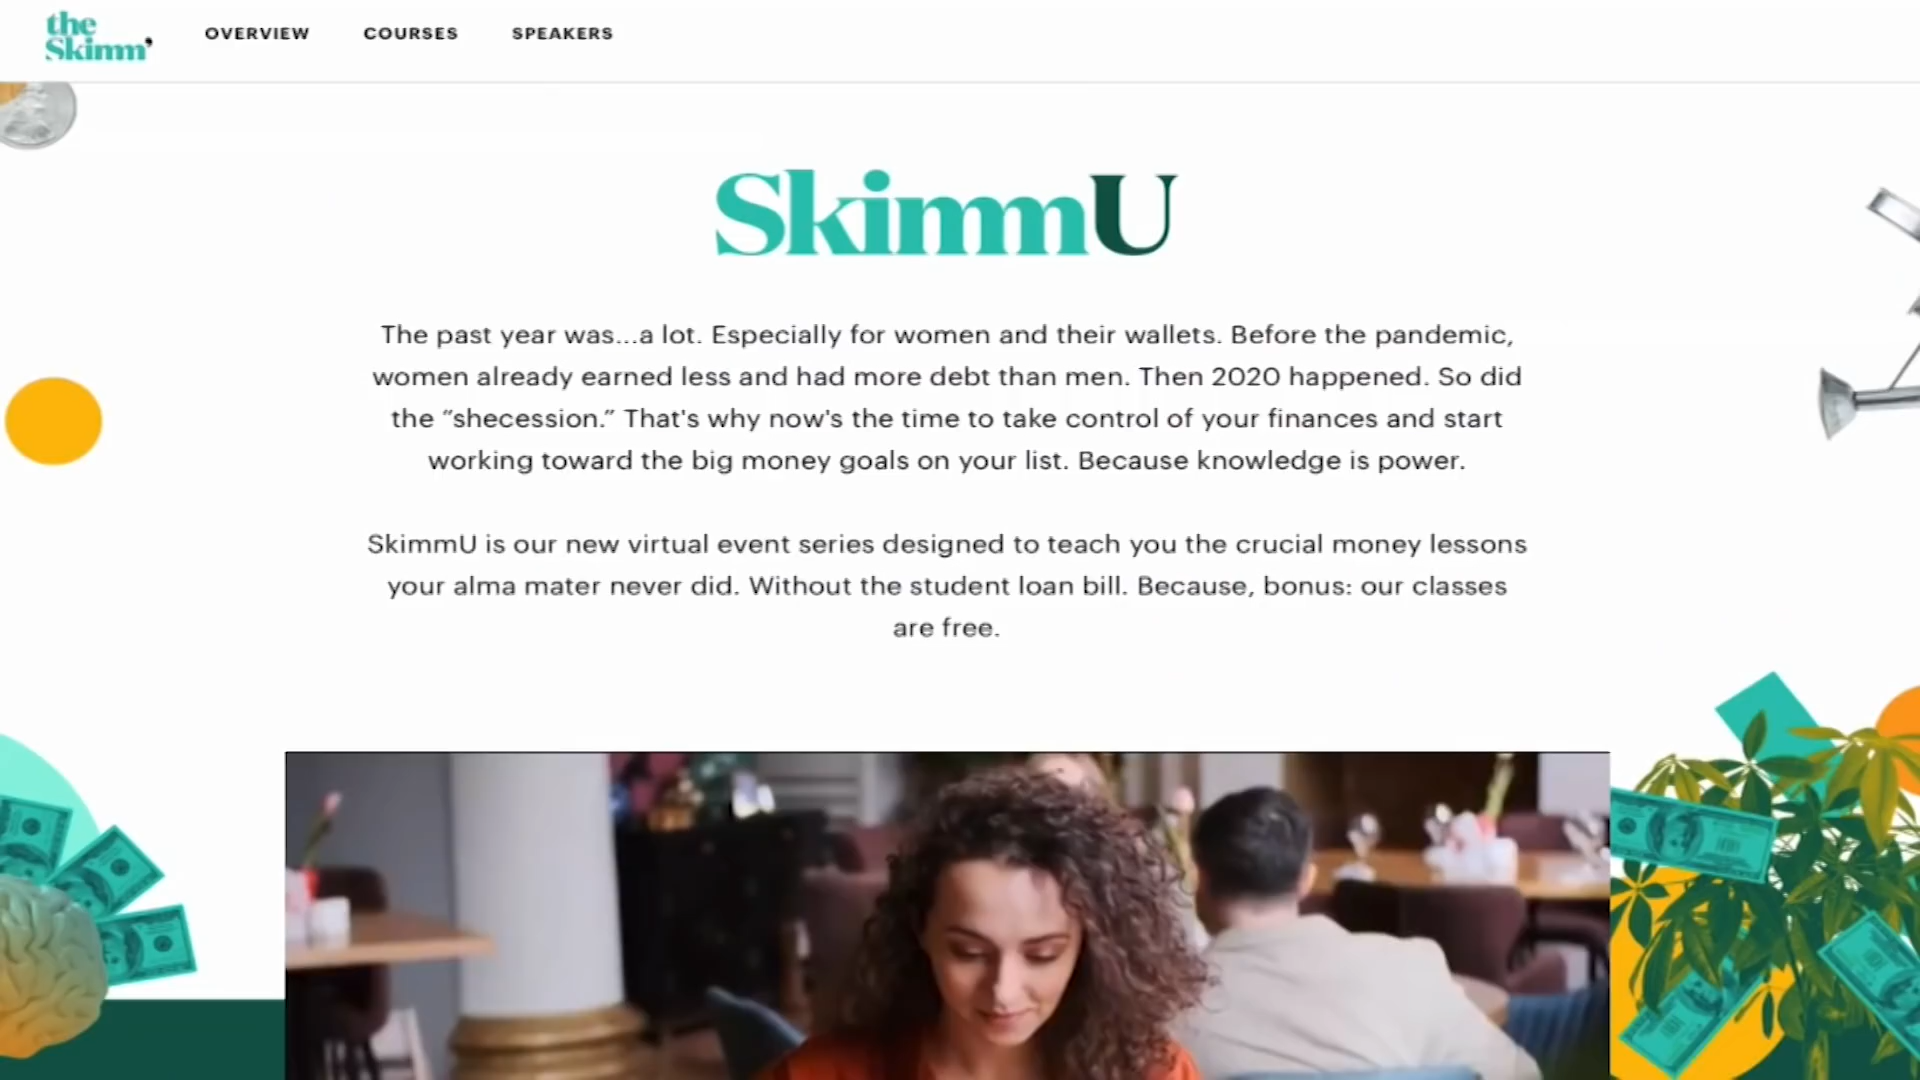 the
Skimm'
OVERVIEW
COURSES
SPEAKERS
SkimmU
The past year was...a lot. Especially for women and their wallets. Before the pandemic,
women already earned less and had more debt than men. Then 2020 happened. So did
the “shecession.” That's why now's the time to take control of your finances and start
working toward the big money goals on your list. Because knowledge is power.
SkimmU is our new virtual event series designed to teach you the crucial money lessons
your alma mater never did. Without the student loan bill. Because, bonus: our classes
are free.